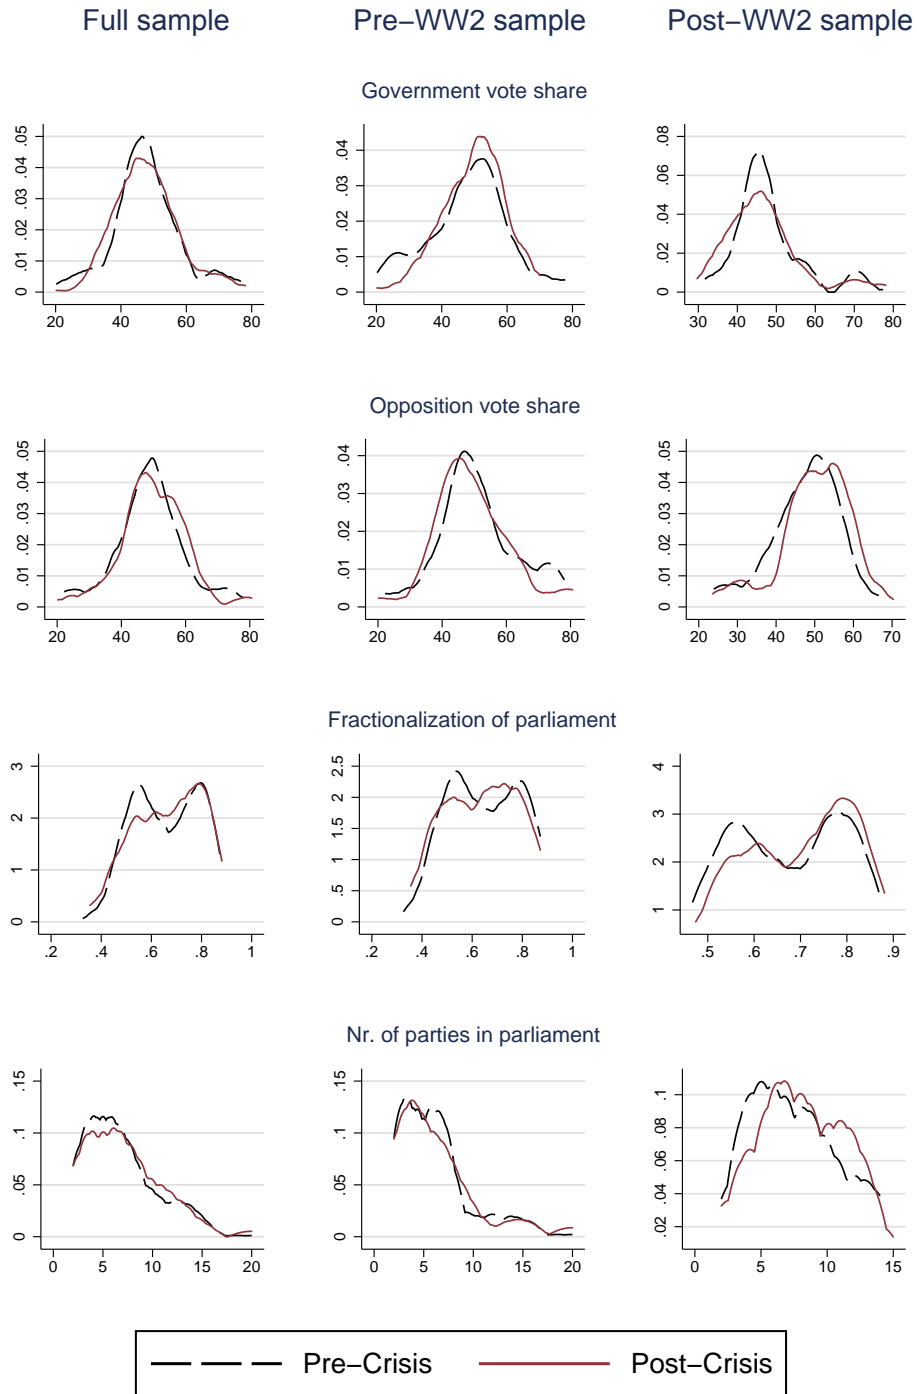 Full sample Pre–WW2 sample Post–WW2 sample
Government vote share
0 .01 .02 .03 .04 .05
20 40 60 80
0 .01 .02 .03 .04
20 40 60 80
0 .02 .04 .06 .08
30 40 50 60 70 80
Opposition vote share
0 .01 .02 .03 .04 .05
20 40 60 80
0 .01 .02 .03 .04
20 40 60 80
0 .01 .02 .03 .04 .05
20 30 40 50 60 70
Fractionalization of parliament
0 1 2 3
.2 .4 .6 .8 1
0 .5 1 1.5 2 2.5
.2 .4 .6 .8 1
1 2 3 4
.5 .6 .7 .8 .9
Nr. of parties in parliament
0 .05 .1 .15
0 5 10 15 20
0 .05 .1 .15
0 5 10 15 20
.02 .04 .06 .08 .1
0 5 10 15
Pre–Crisis Post–Crisis